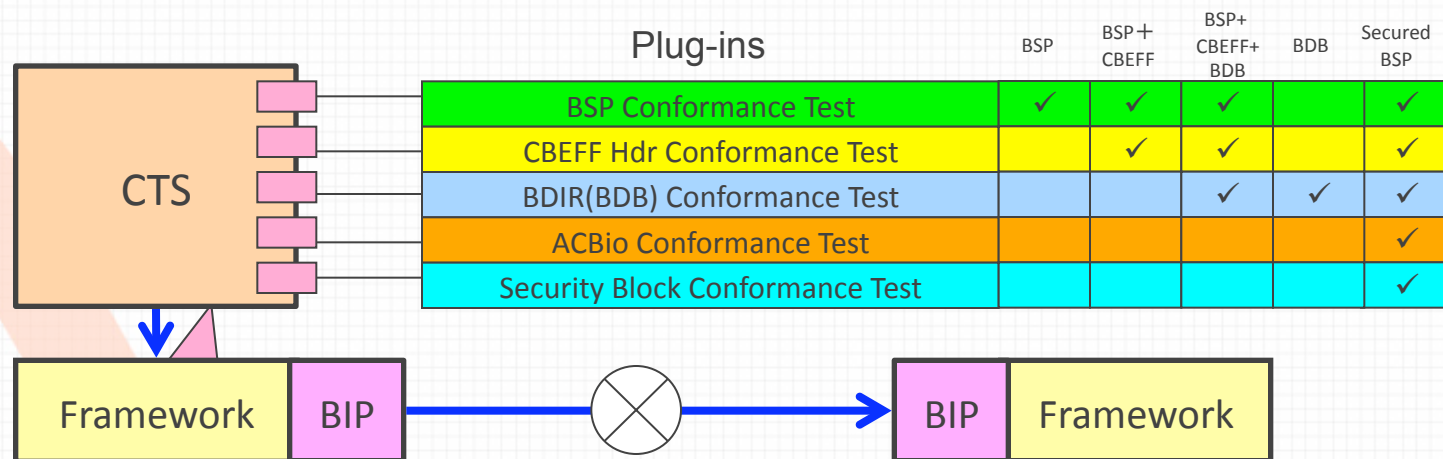 Plug-ins
BSP
BSP＋
CBEFF
BSP+
CBEFF+
BDB
BDB
Secured
BSP
CTS
BSP Conformance Test ✓ ✓ ✓ ✓
CBEFF Hdr Conformance Test ✓ ✓ ✓
BDIR(BDB) Conformance Test ✓ ✓ ✓
ACBio Conformance Test ✓
Security Block Conformance Test ✓
Framework BIP BIP Framework